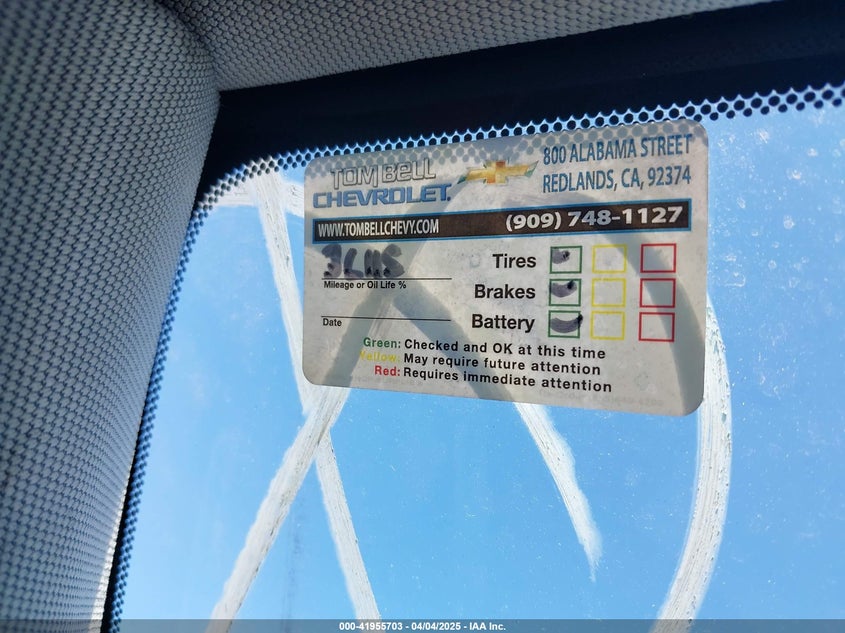 TOM BELL
CHEVROLET
800 ALABAMA STREET
REDLANDS, CA, 92374
WWW.TOMBELLCHEVY.COM
(909) 748-1127
Mileage or Oil Life %
Date
Tires
Brakes
Battery
Green: Checked and OK at this time
Yellow: May require future attention
Red: Requires immediate attention
000-41955703 - 04/04/2025 - IAA Inc.